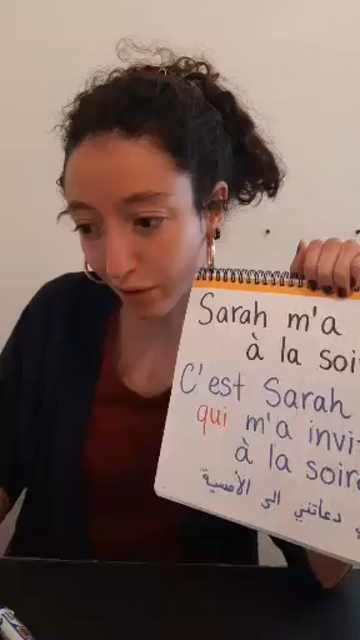 Sarah m'a
à la soi
C'est Sarah
qui m'a invi
à la soiré
دعاتني الى الأمسية